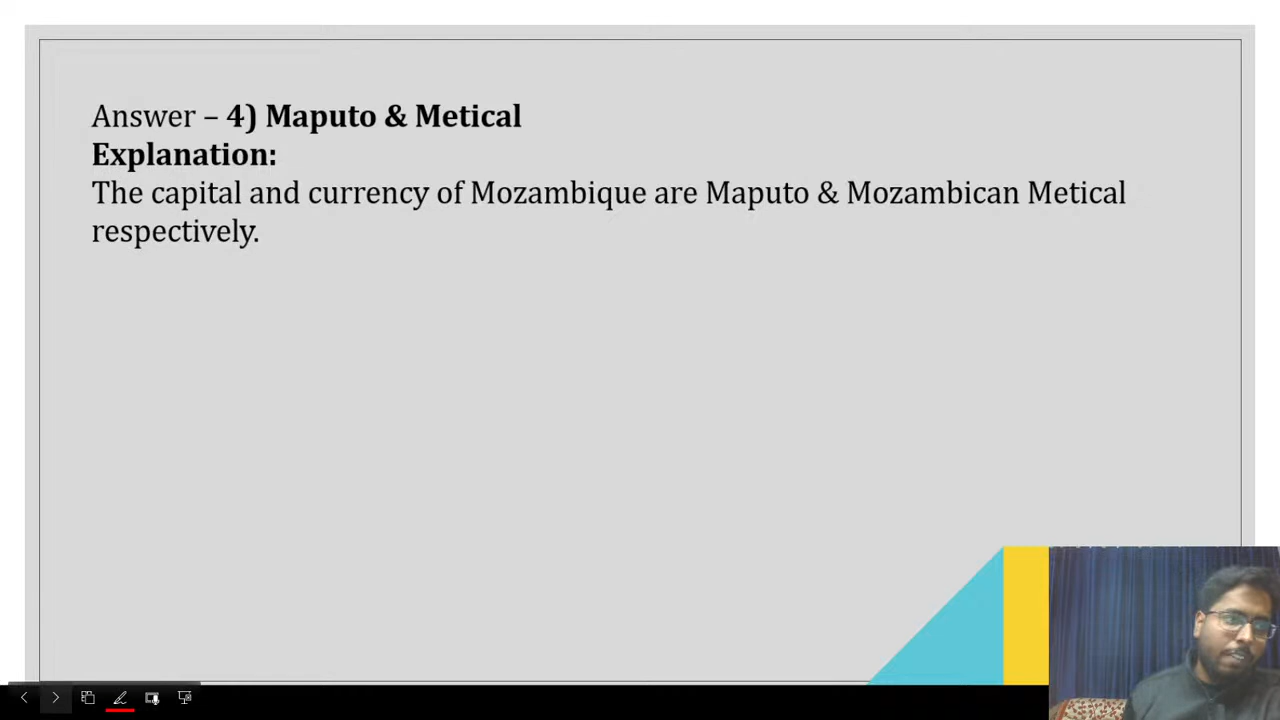 Answer – 4) Maputo & Metical
Explanation:
The capital and currency of Mozambique are Maputo & Mozambican Metical
respectively.